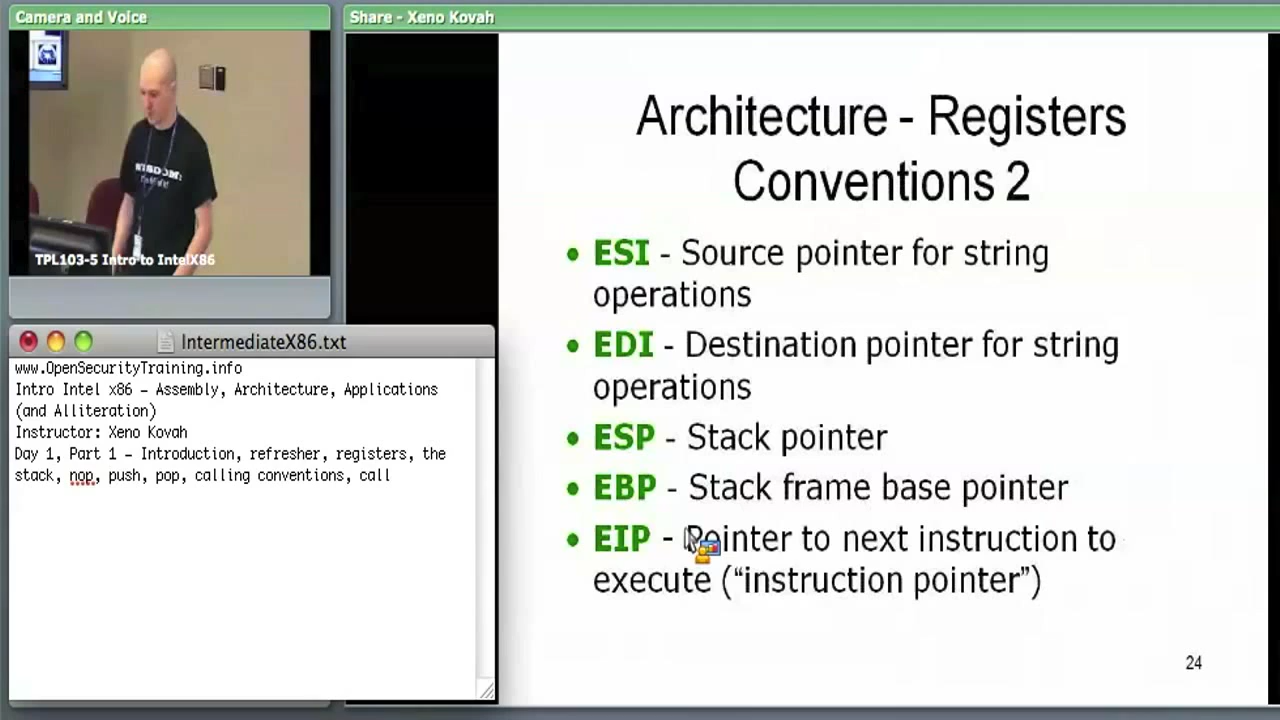 Camera and Voice
TPL103-5 Intro to IntelX86
Share - Xeno Kovah
Architecture - Registers
Conventions 2
• ESI - Source pointer for string
operations
• EDI - Destination pointer for string
operations
• ESP - Stack pointer
• EBP - Stack frame base pointer
• EIP - Pointer to next instruction to
execute (“instruction pointer”)
24
IntermediateX86.txt
www.OpenSecurityTraining.info
Intro Intel x86 – Assembly, Architecture, Applications
(and Alliteration)
Instructor: Xeno Kovah
Day 1, Part 1 – Introduction, refresher, registers, the
stack, nop, push, pop, calling conventions, call